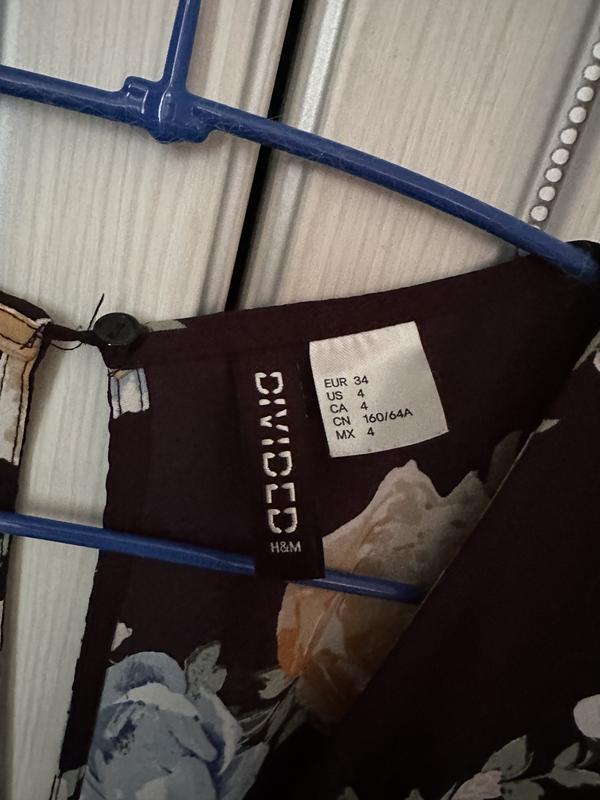 DIVIDED
H&M
EUR 34
US 4
CA 4
CN 160/64A
MX 4